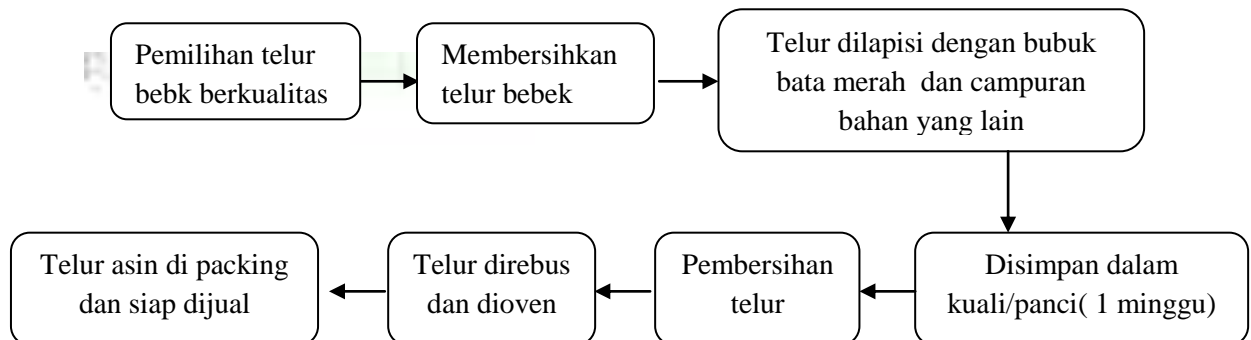 Pemilihan telur
bebk berkualitas
Membersihkan
telur bebek
Telur dilapisi dengan bubuk
bata merah dan campuran
bahan yang lain
Disimpan dalam
kuali/panci( 1 minggu)
Pembersihan
telur
Telur direbus
dan dioven
Telur asin di packing
dan siap dijual